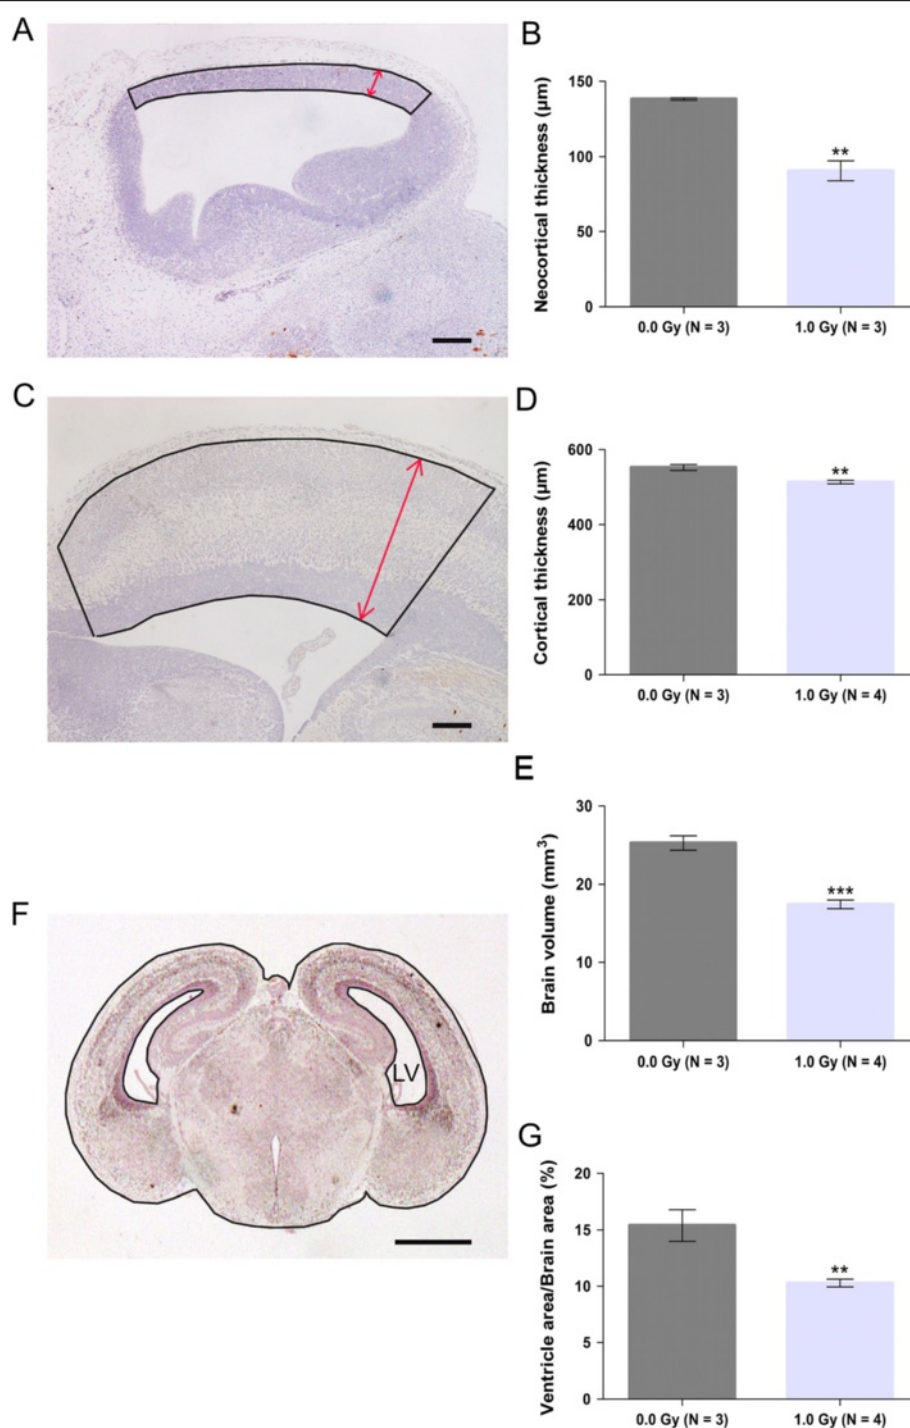 A
B
Neocortical thickness (µm)
150
100
50
0
**
0.0 Gy (N = 3)
1.0 Gy (N = 3)
C
D
Cortical thickness (µm)
600
400
200
0
**
0.0 Gy (N = 3)
1.0 Gy (N = 4)
E
Brain volume (mm³)
30
20
10
0
***
0.0 Gy (N = 3)
1.0 Gy (N = 4)
F
LV
G
Ventricle area/Brain area (%)
20
15
10
5
0
**
0.0 Gy (N = 3)
1.0 Gy (N = 4)